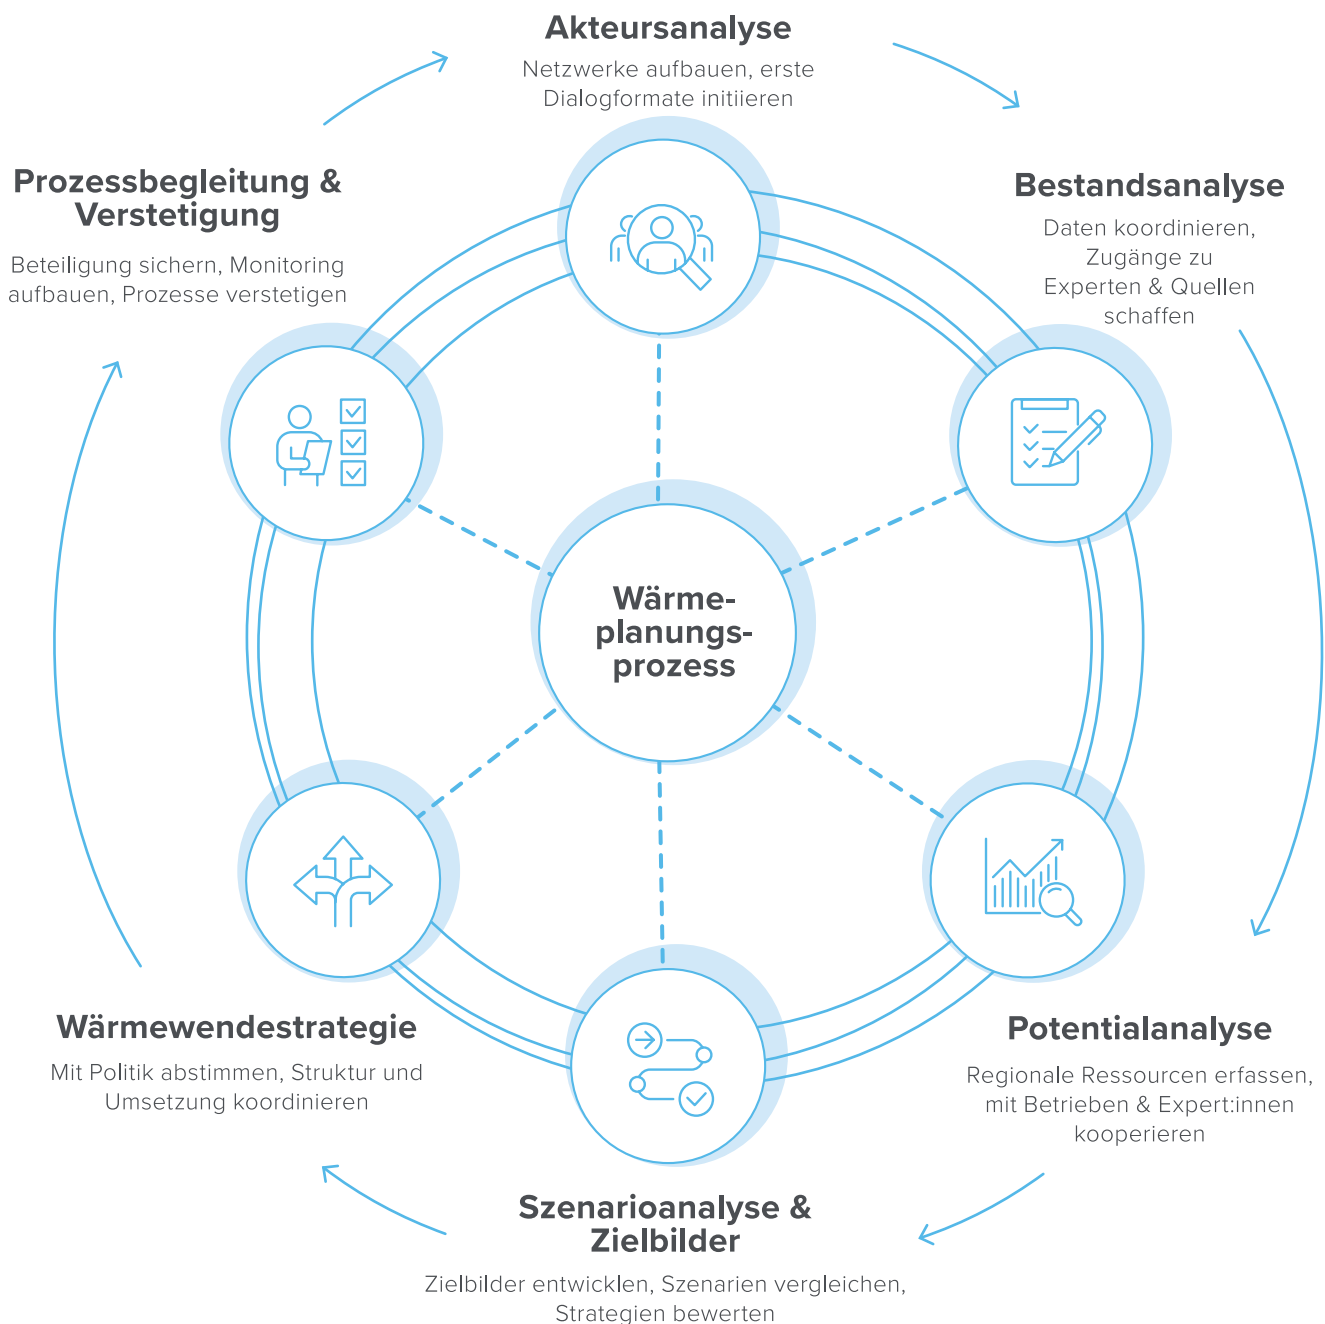 Akteursanalyse
Netzwerke aufbauen, erste
Dialogformate initiieren
Bestandsanalyse
Daten koordinieren,
Zugänge zu
Experten & Quellen
schaffen
Potentialanalyse
Regionale Ressourcen erfassen,
mit Betrieben & Expert:innen
kooperieren
Szenarioanalyse &
Zielbilder
Zielbilder entwicklen, Szenarien vergleichen,
Strategien bewerten
Wärmewendestrategie
Mit Politik abstimmen, Struktur und
Umsetzung koordinieren
Prozessbegleitung &
Verstetigung
Beteiligung sichern, Monitoring
aufbauen, Prozesse verstetigen
Wärme-
planungs-
prozess